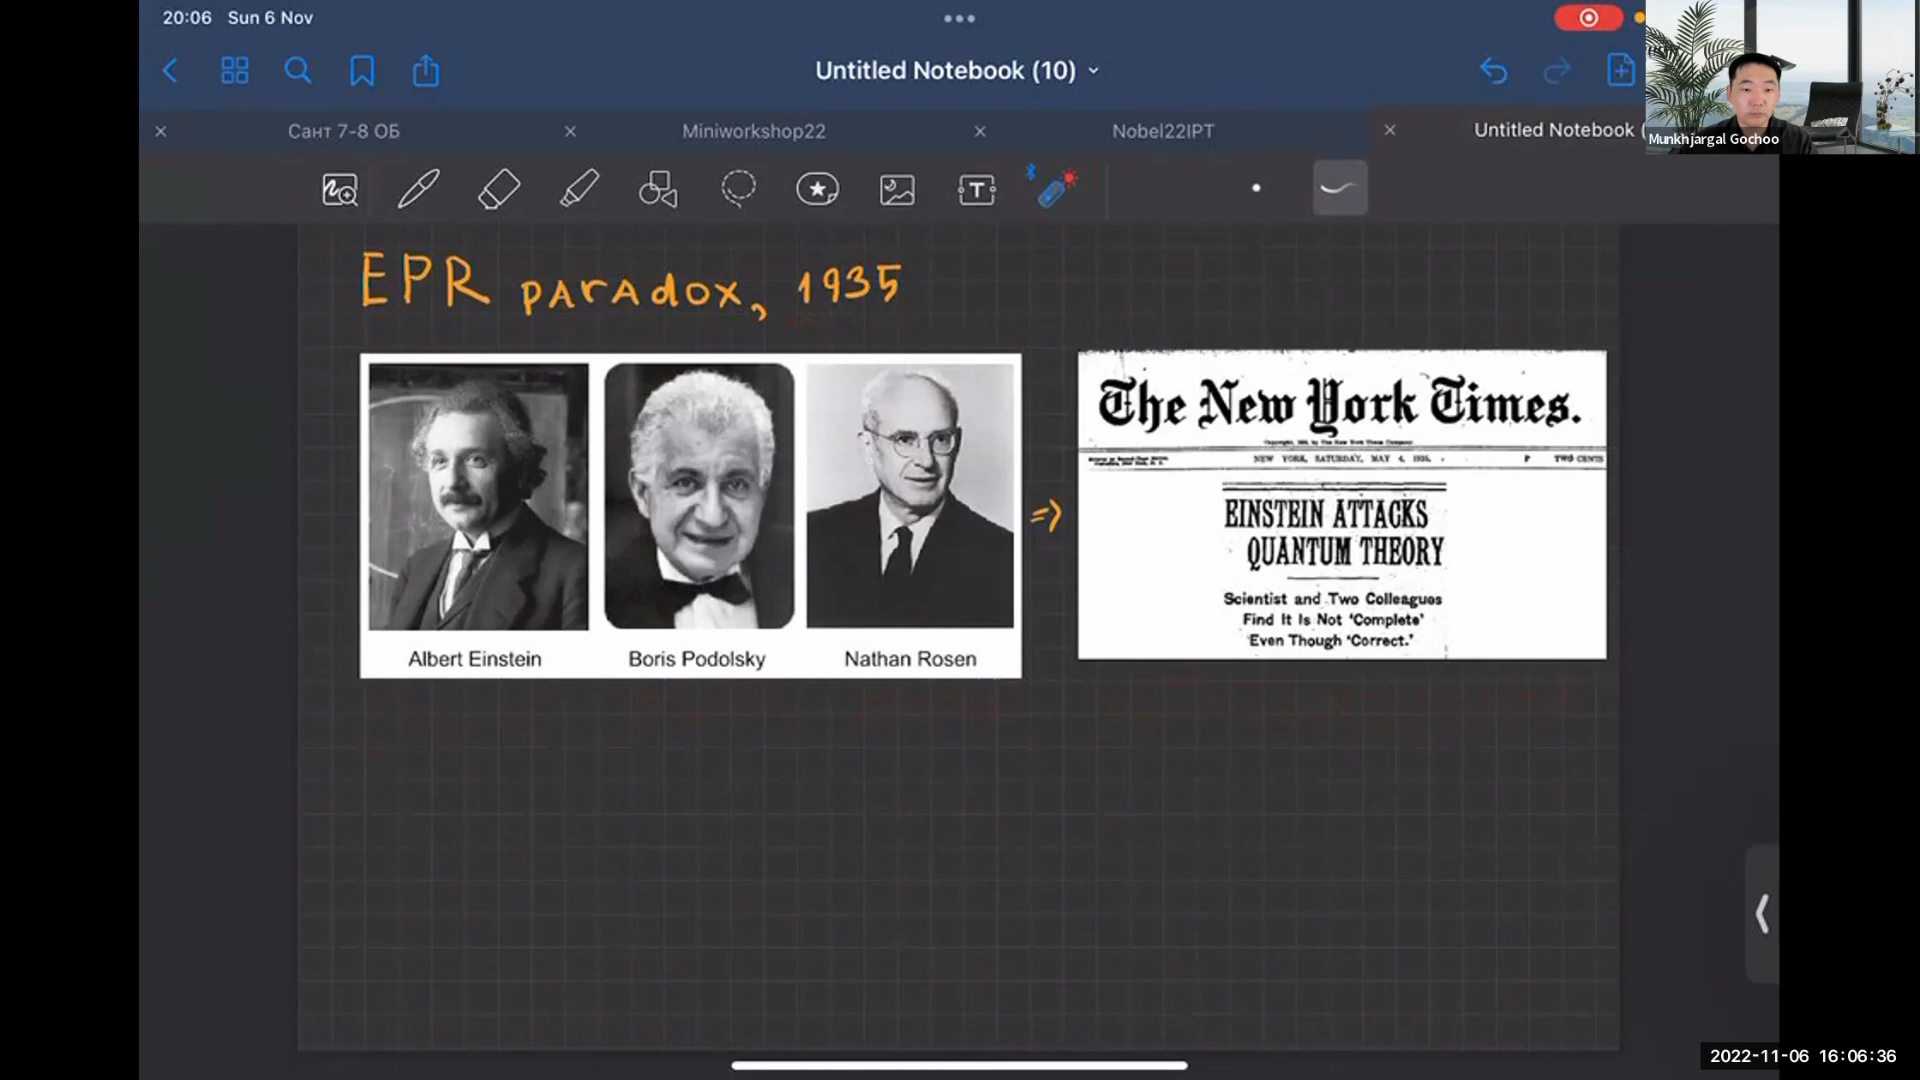 20:06 Sun 6 Nov
Untitled Notebook (10)
Сант 7-8 ОБ
Miniworkshop22
Nobel22IPT
Untitled Notebook (
Munkhjargal Gochoo
T
EPR paradox, 1935
Albert Einstein
Boris Podolsky
Nathan Rosen
=>
The New York Times.
NEW YORK, SATURDAY, MAY 4, 1935.
P TWO CENTS
EINSTEIN ATTACKS
QUANTUM THEORY
Scientist and Two Colleagues
Find It Is Not ‘Complete’
Even Though ‘Correct.’
2022-11-06 16:06:36